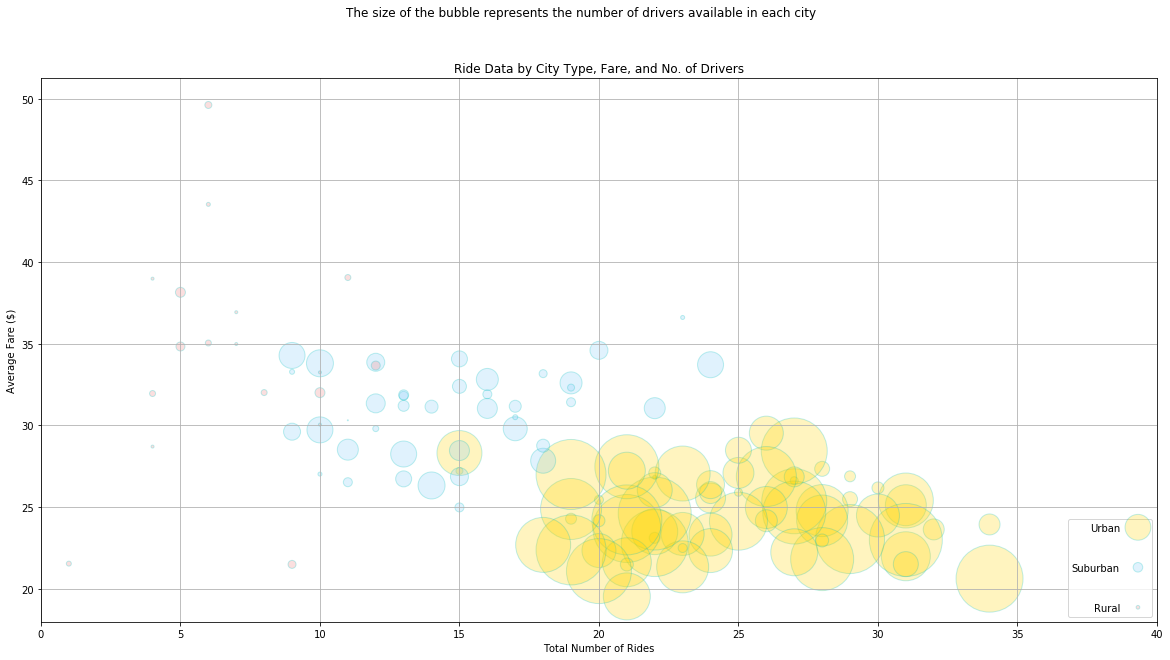 The size of the bubble represents the number of drivers available in each city
Ride Data by City Type, Fare, and No. of Drivers
Average Fare ($)
50
45
40
35
30
25
20
Urban
Suburban
Rural
0 5 10 15 20 25 30 35 40
Total Number of Rides